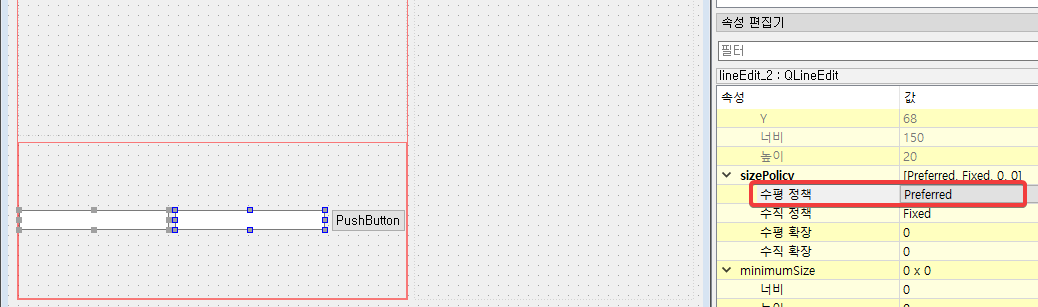 속성 편집기
필터
lineEdit_2 : QLineEdit
속성 값
Y 68
너비 150
높이 20
sizePolicy [Preferred, Fixed, 0, 0]
수평 정책 Preferred
수직 정책 Fixed
수평 확장 0
수직 확장 0
minimumSize 0 x 0
너비 0
PushButton